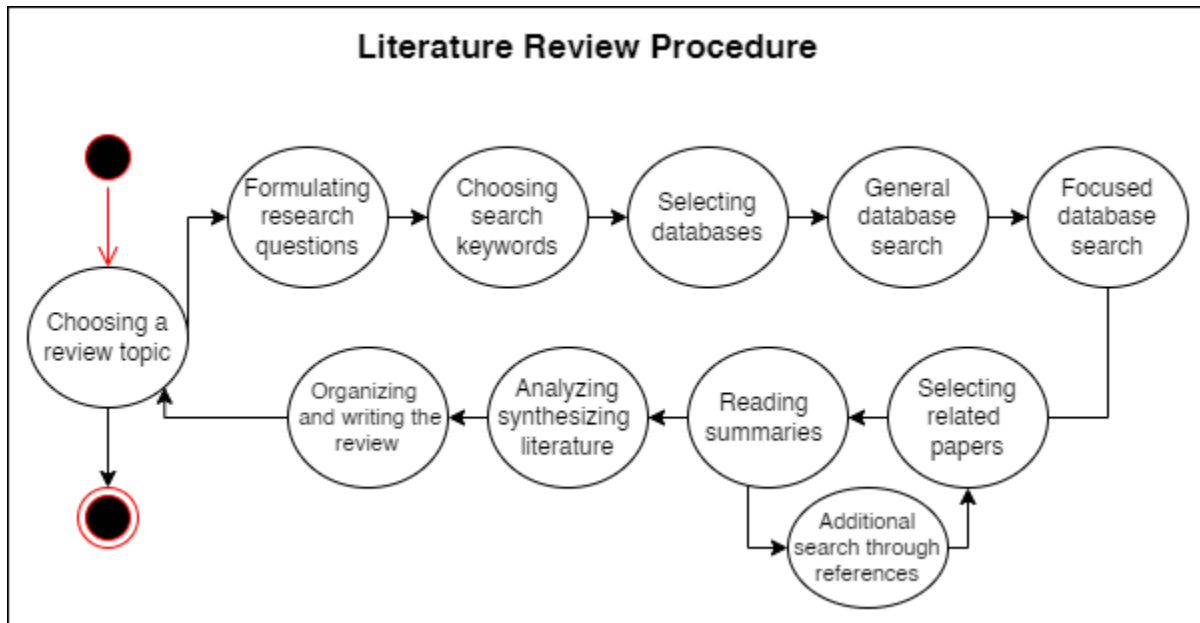 Literature Review Procedure
Formulating
research
questions
Choosing
search
keywords
Selecting
databases
General
database
search
Focused
database
search
Choosing a
review topic
Organizing
and writing the
review
Analyzing
synthesizing
literature
Reading
summaries
Selecting
related
papers
Additional
search through
references